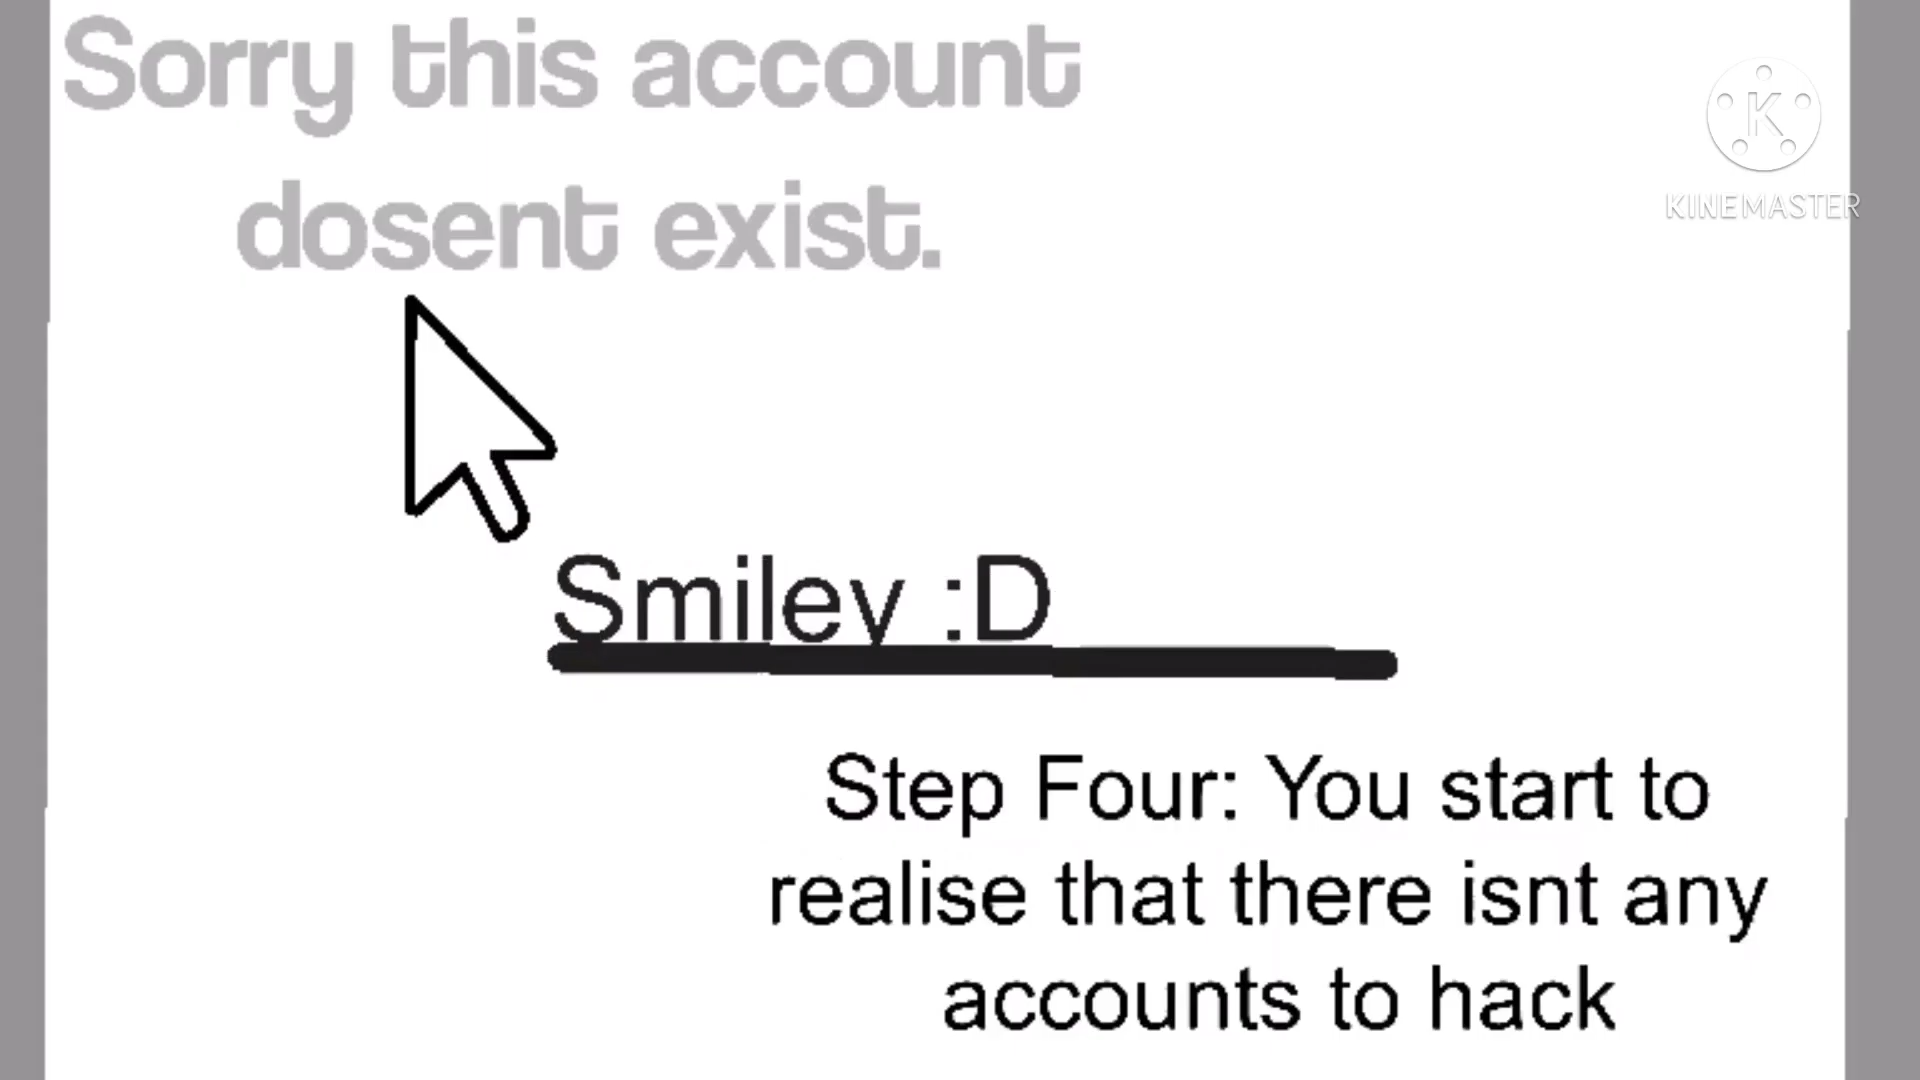 Sorry this account
dosent exist.
K
KINEMASTER
Smiley :D
Step Four: You start to
realise that there isnt any
accounts to hack